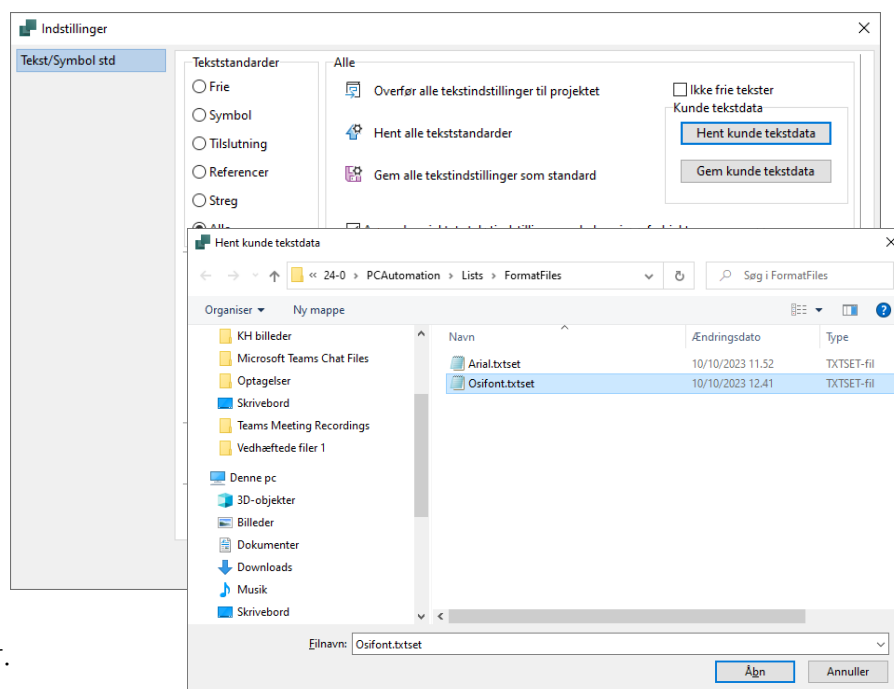 Indstillinger
Tekst/Symbol std
Tekststandarder
Frie
Symbol
Tilslutning
Referencer
Streg
Alle
Overfør alle tekstindstillinger til projektet
Hent alle tekststandarder
Gem alle tekstindstillinger som standard
Ikke frie tekster
Kunde tekstdata
Hent kunde tekstdata
Gem kunde tekstdata
Hent kunde tekstdata
« 24-0 › PCAutomation › Lists › FormatFiles
Søg i FormatFiles
Organiser Ny mappe
KH billeder
Microsoft Teams Chat Files
Optagelser
Skrivebord
Teams Meeting Recordings
Vedhæftede filer 1
Denne pc
3D-objekter
Billeder
Dokumenter
Downloads
Musik
Skrivebord
Navn Ændringsdato Type
Arial.txtset 10/10/2023 11.52 TXTSET-fil
Osifont.txtset 10/10/2023 12.41 TXTSET-fil
Filnavn: Osifont.txtset
Åbn Annuller